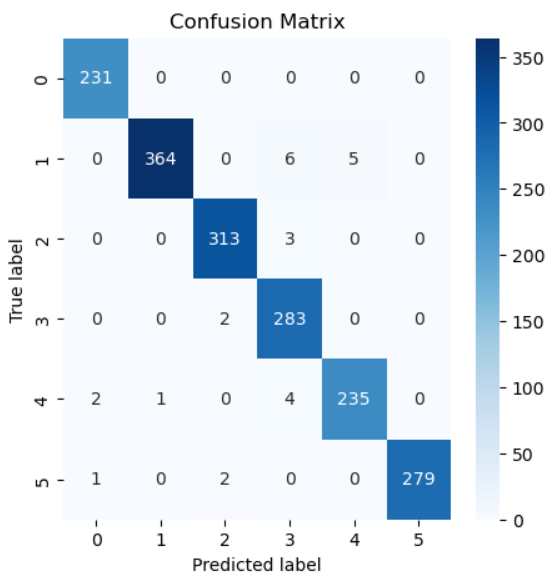 Confusion Matrix
0 231 0 0 0 0 0
1 0 364 0 6 5 0
2 0 0 313 3 0 0
3 0 0 2 283 0 0
4 2 1 0 4 235 0
5 1 0 2 0 0 279
0 1 2 3 4 5
Predicted label
True label
350
300
250
200
150
100
50
0